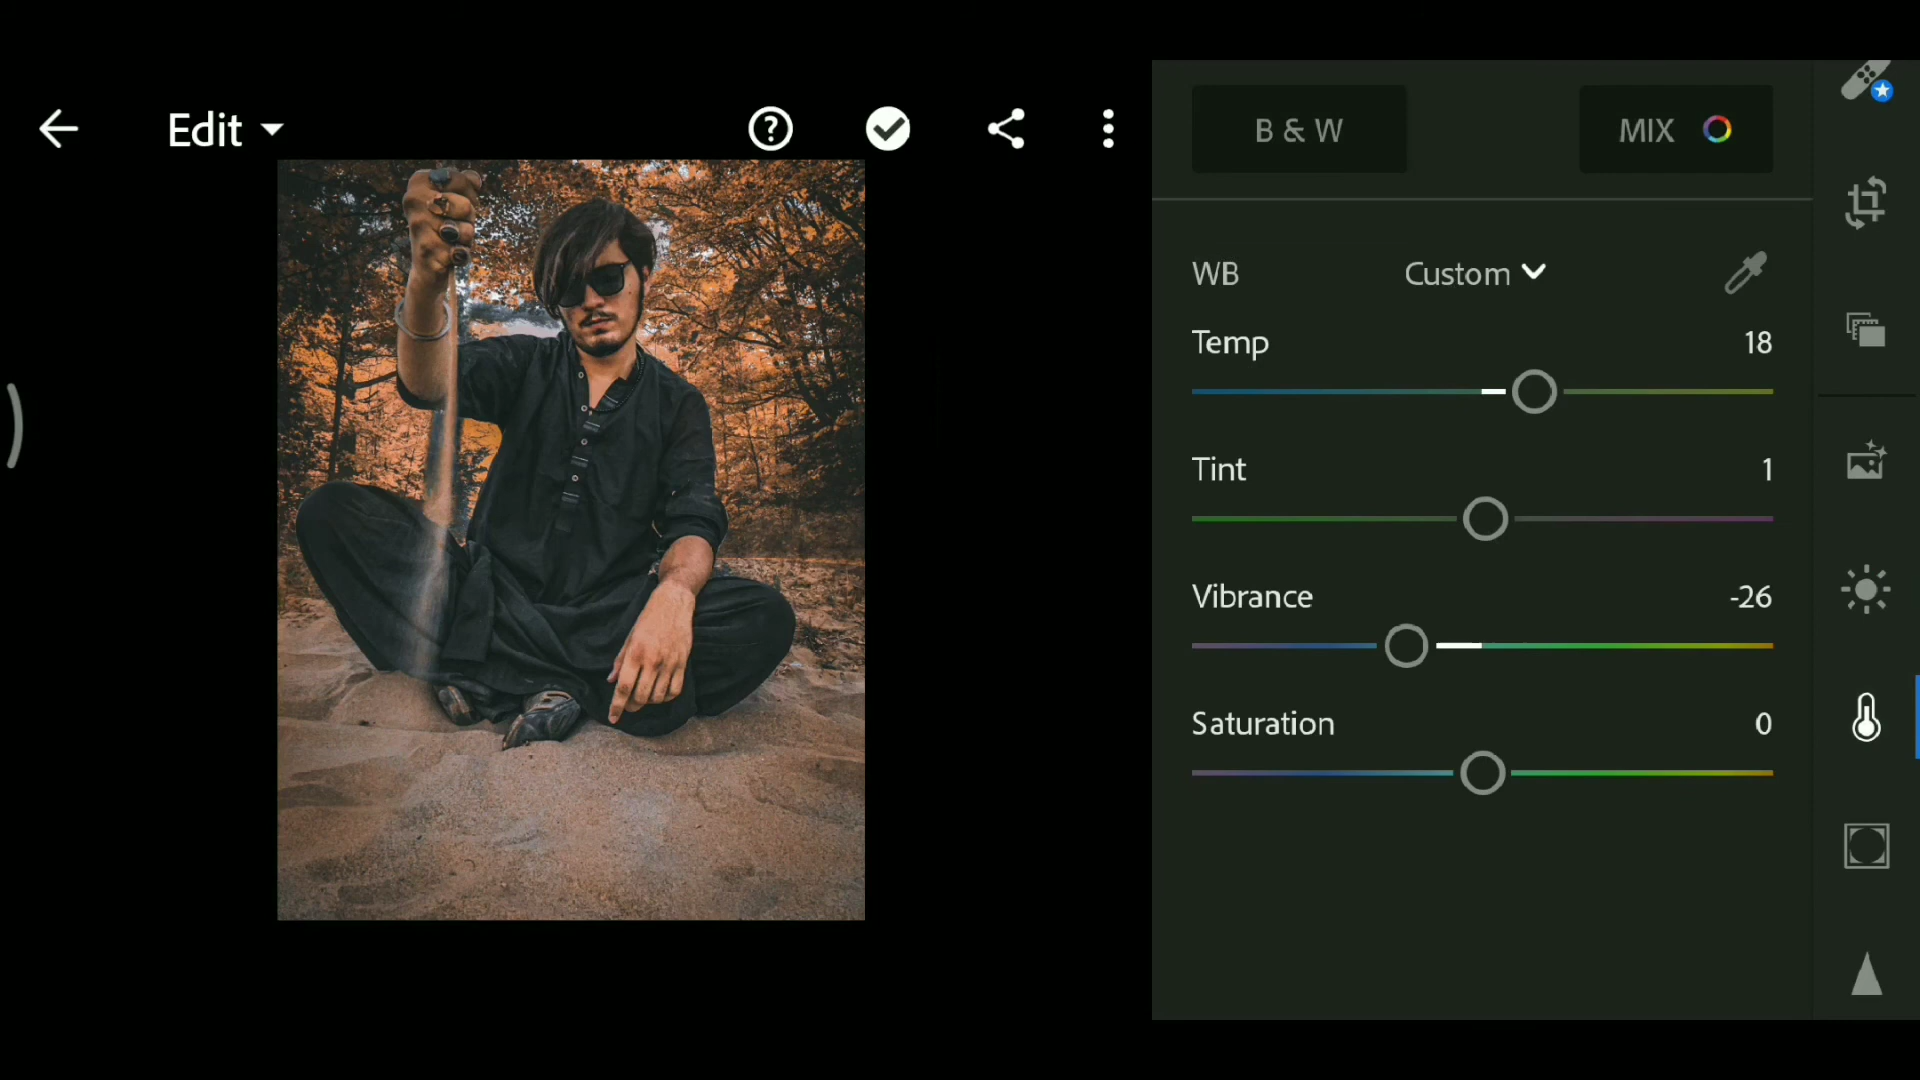 Edit
B & W
MIX
WB
Custom
Temp
18
Tint
1
Vibrance
-26
Saturation
0